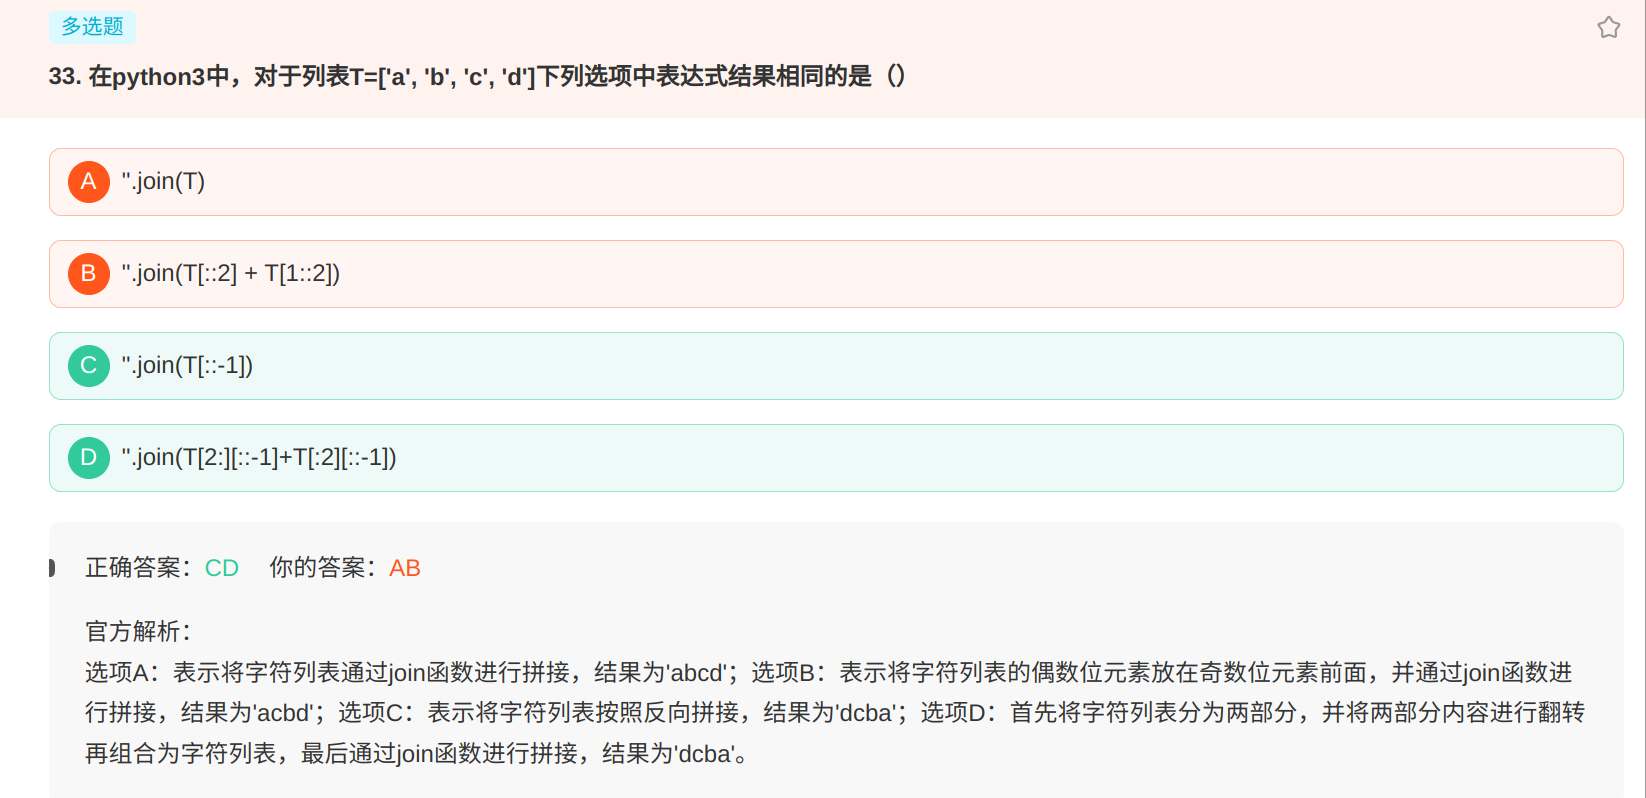 多选题
33. 在python3中，对于列表T=['a', 'b', 'c', 'd']下列选项中表达式结果相同的是（）
A ''.join(T)
B ''.join(T[::2] + T[1::2])
C ''.join(T[::-1])
D ''.join(T[2:][::-1]+T[:2][::-1])
正确答案：CD 你的答案：AB
官方解析：
选项A：表示将字符列表通过join函数进行拼接，结果为'abcd'；选项B：表示将字符列表的偶数位元素放在奇数位元素前面，并通过join函数进
行拼接，结果为'acbd'；选项C：表示将字符列表按照反向拼接，结果为'dcba'；选项D：首先将字符列表分为两部分，并将两部分内容进行翻转
再组合为字符列表，最后通过join函数进行拼接，结果为'dcba'。